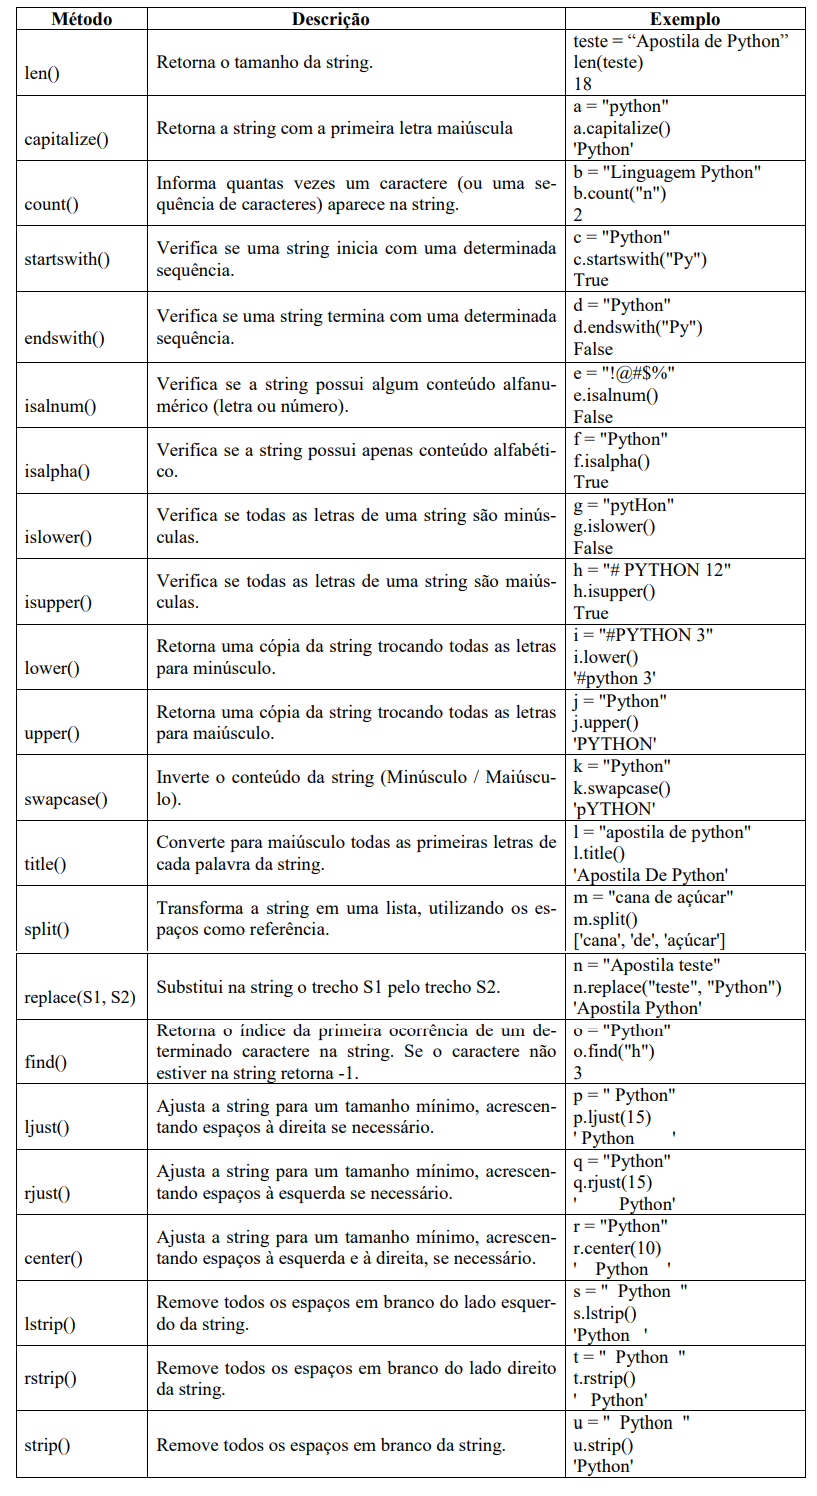 Método Descrição Exemplo
len()
Retorna o tamanho da string.
teste = “Apostila de Python”
len(teste)
18
capitalize()
Retorna a string com a primeira letra maiúscula
a = "python"
a.capitalize()
'Python'
count()
Informa quantas vezes um caractere (ou uma se-
quência de caracteres) aparece na string.
b = "Linguagem Python"
b.count("n")
2
startswith()
Verifica se uma string inicia com uma determinada
sequência.
c = "Python"
c.startswith("Py")
True
endswith()
Verifica se uma string termina com uma determinada
sequência.
d = "Python"
d.endswith("Py")
False
isalnum()
Verifica se a string possui algum conteúdo alfanu-
mérico (letra ou número).
e = "!@#$%"
e.isalnum()
False
isalpha()
Verifica se a string possui apenas conteúdo alfabéti-
co.
f = "Python"
f.isalpha()
True
islower()
Verifica se todas as letras de uma string são minús-
culas.
g = "pytHon"
g.islower()
False
isupper()
Verifica se todas as letras de uma string são maiús-
culas.
h = "# PYTHON 12"
h.isupper()
True
lower()
Retorna uma cópia da string trocando todas as letras
para minúsculo.
i = "#PYTHON 3"
i.lower()
'#python 3'
upper()
Retorna uma cópia da string trocando todas as letras
para maiúsculo.
j = "Python"
j.upper()
'PYTHON'
swapcase()
Inverte o conteúdo da string (Minúsculo / Maiúscu-
lo).
k = "Python"
k.swapcase()
'pYTHON'
title()
Converte para maiúsculo todas as primeiras letras de
cada palavra da string.
l = "apostila de python"
l.title()
'Apostila De Python'
split()
Transforma a string em uma lista, utilizando os es-
paços como referência.
m = "cana de açúcar"
m.split()
['cana', 'de', 'açúcar']
replace(S1, S2)
Substitui na string o trecho S1 pelo trecho S2.
n = "Apostila teste"
n.replace("teste", "Python")
'Apostila Python'
find()
Retorna o índice da primeira ocorrência de um de-
terminado caractere na string. Se o caractere não
estiver na string retorna -1.
o = "Python"
o.find("h")
3
ljust()
Ajusta a string para um tamanho mínimo, acrescen-
tando espaços à direita se necessário.
p = " Python"
p.ljust(15)
' Python         '
rjust()
Ajusta a string para um tamanho mínimo, acrescen-
tando espaços à esquerda se necessário.
q = "Python"
q.rjust(15)
'         Python'
center()
Ajusta a string para um tamanho mínimo, acrescen-
tando espaços à esquerda e à direita, se necessário.
r = "Python"
r.center(10)
'    Python    '
lstrip()
Remove todos os espaços em branco do lado esquer-
do da string.
s = "  Python  "
s.lstrip()
'Python   '
rstrip()
Remove todos os espaços em branco do lado direito
da string.
t = "  Python  "
t.rstrip()
'   Python'
strip()
Remove todos os espaços em branco da string.
u = "  Python  "
u.strip()
'Python'